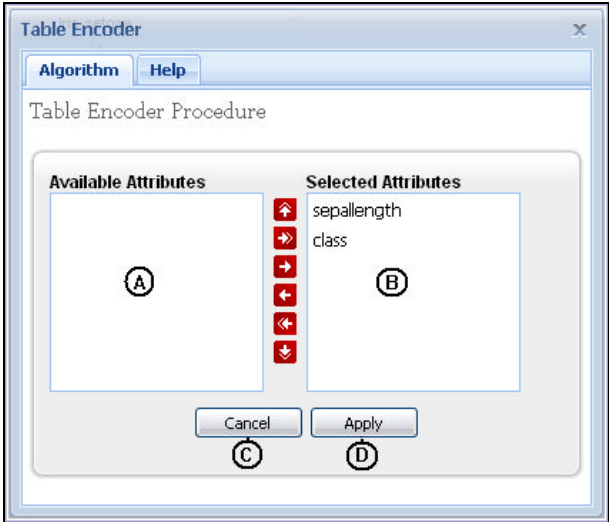 Table Encoder
Algorithm Help
Table Encoder Procedure
Available Attributes Selected Attributes
sepallength
class
A B
Cancel Apply
C D